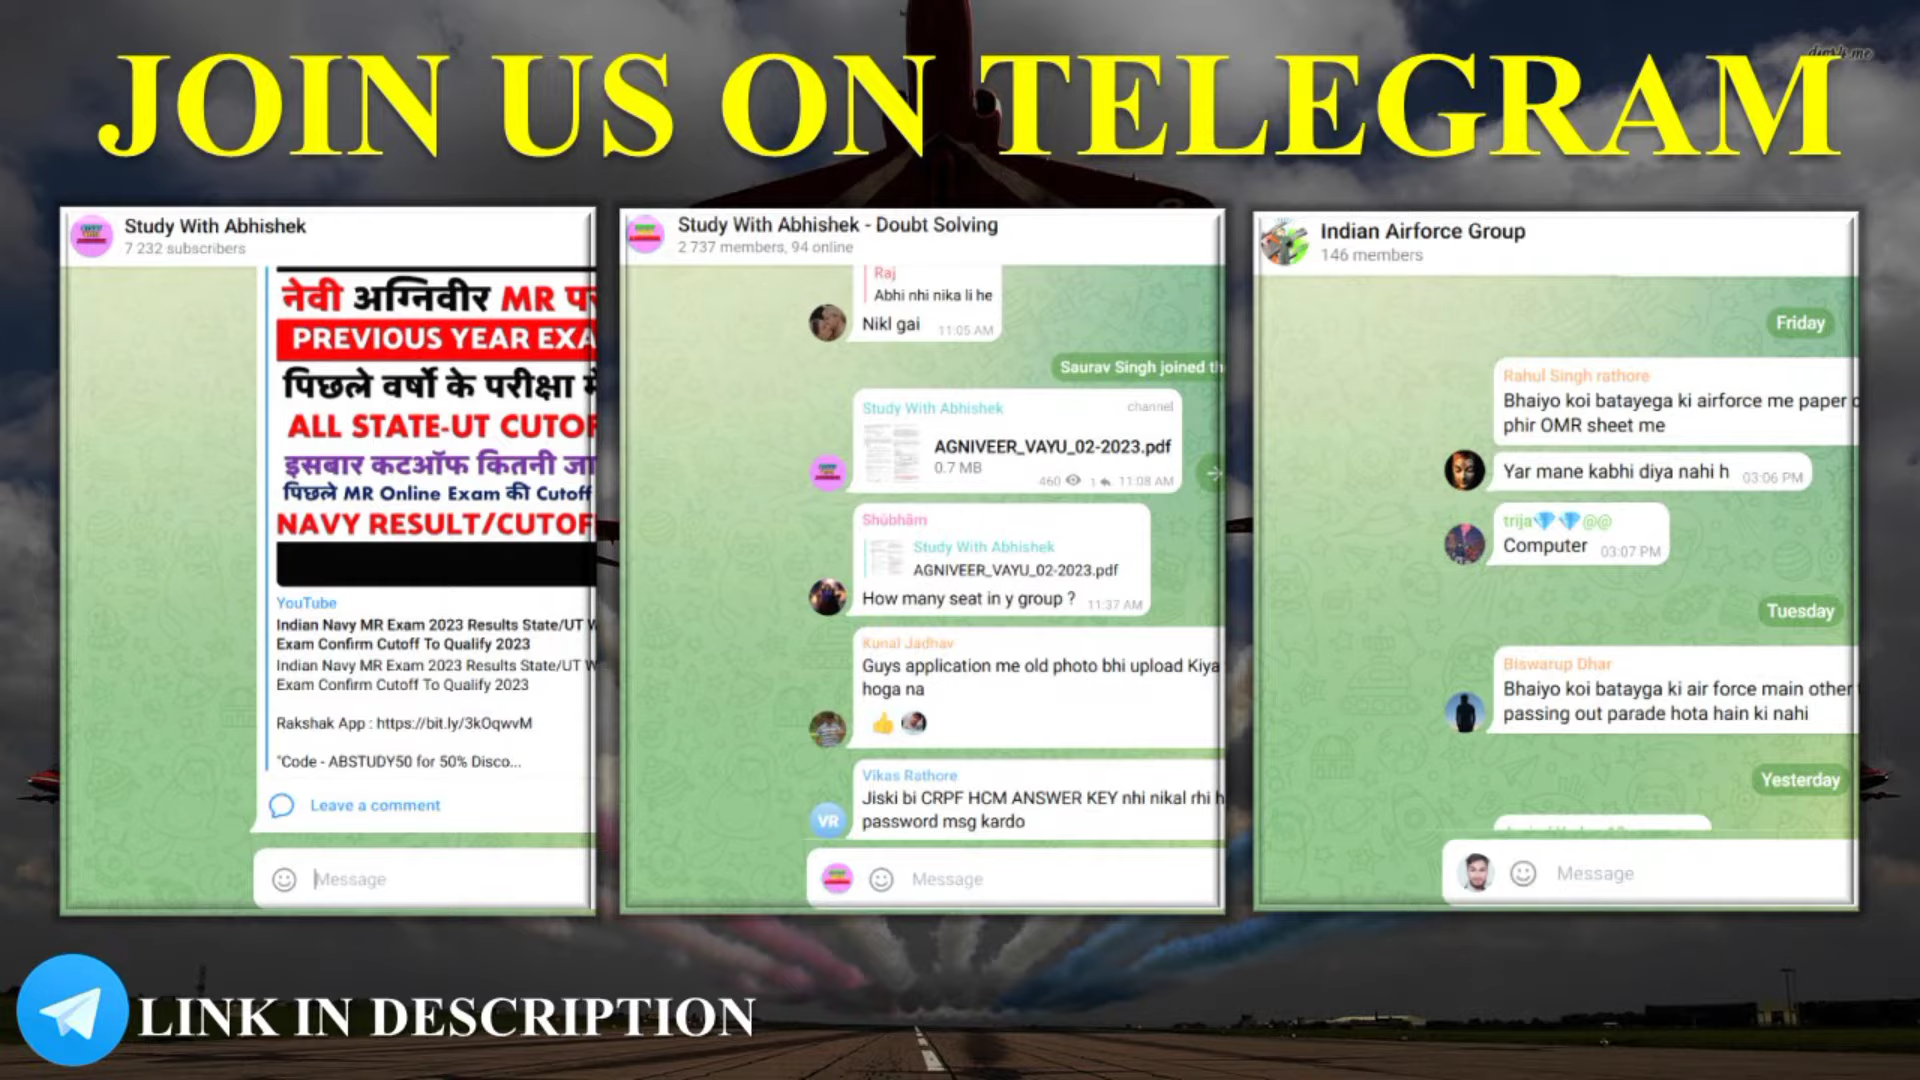 JOIN US ON TELEGRAM
Study With Abhishek
7 232 subscribers
नेवी अग्निवीर MR
PREVIOUS YEAR EXA
पिछले वर्षो के परीक्षा
ALL STATE-UT CUTOF
इसबार कटऑफ कितनी जा
पिछले MR Online Exam की Cutoff
NAVY RESULT/CUTOF
YouTube
Indian Navy MR Exam 2023 Results State/UT W
Exam Confirm Cutoff To Qualify 2023
Indian Navy MR Exam 2023 Results State/UT W
Exam Confirm Cutoff To Qualify 2023
Rakshak App : https://bit.ly/3kOqwvM
"Code - ABSTUDY50 for 50% Disco...
Leave a comment
Message
Study With Abhishek - Doubt Solving
2 737 members, 94 online
Raj
Abhi nhi nika li he
Nikl gai 11:05 AM
Saurav Singh joined th
Study With Abhishek channel
AGNIVEER_VAYU_02-2023.pdf
0.7 MB
460 1 11:08 AM
Shúbhãm
Study With Abhishek
AGNIVEER_VAYU_02-2023.pdf
How many seat in y group ? 11:37 AM
Kunal Jadhav
Guys application me old photo bhi upload Kiya
hoga na
Vikas Rathore
Jiski bi CRPF HCM ANSWER KEY nhi nikal rhi h
VR password msg kardo
Message
Indian Airforce Group
146 members
Friday
Rahul Singh rathore
Bhaiyo koi batayega ki airforce me paper
phir OMR sheet me
Yar mane kabhi diya nahi h 03:06 PM
trija💎💎@@
Computer 03:07 PM
Tuesday
Biswarup Dhar
Bhaiyo koi batayga ki air force main other
passing out parade hota hain ki nahi
Yesterday
Message
LINK IN DESCRIPTION